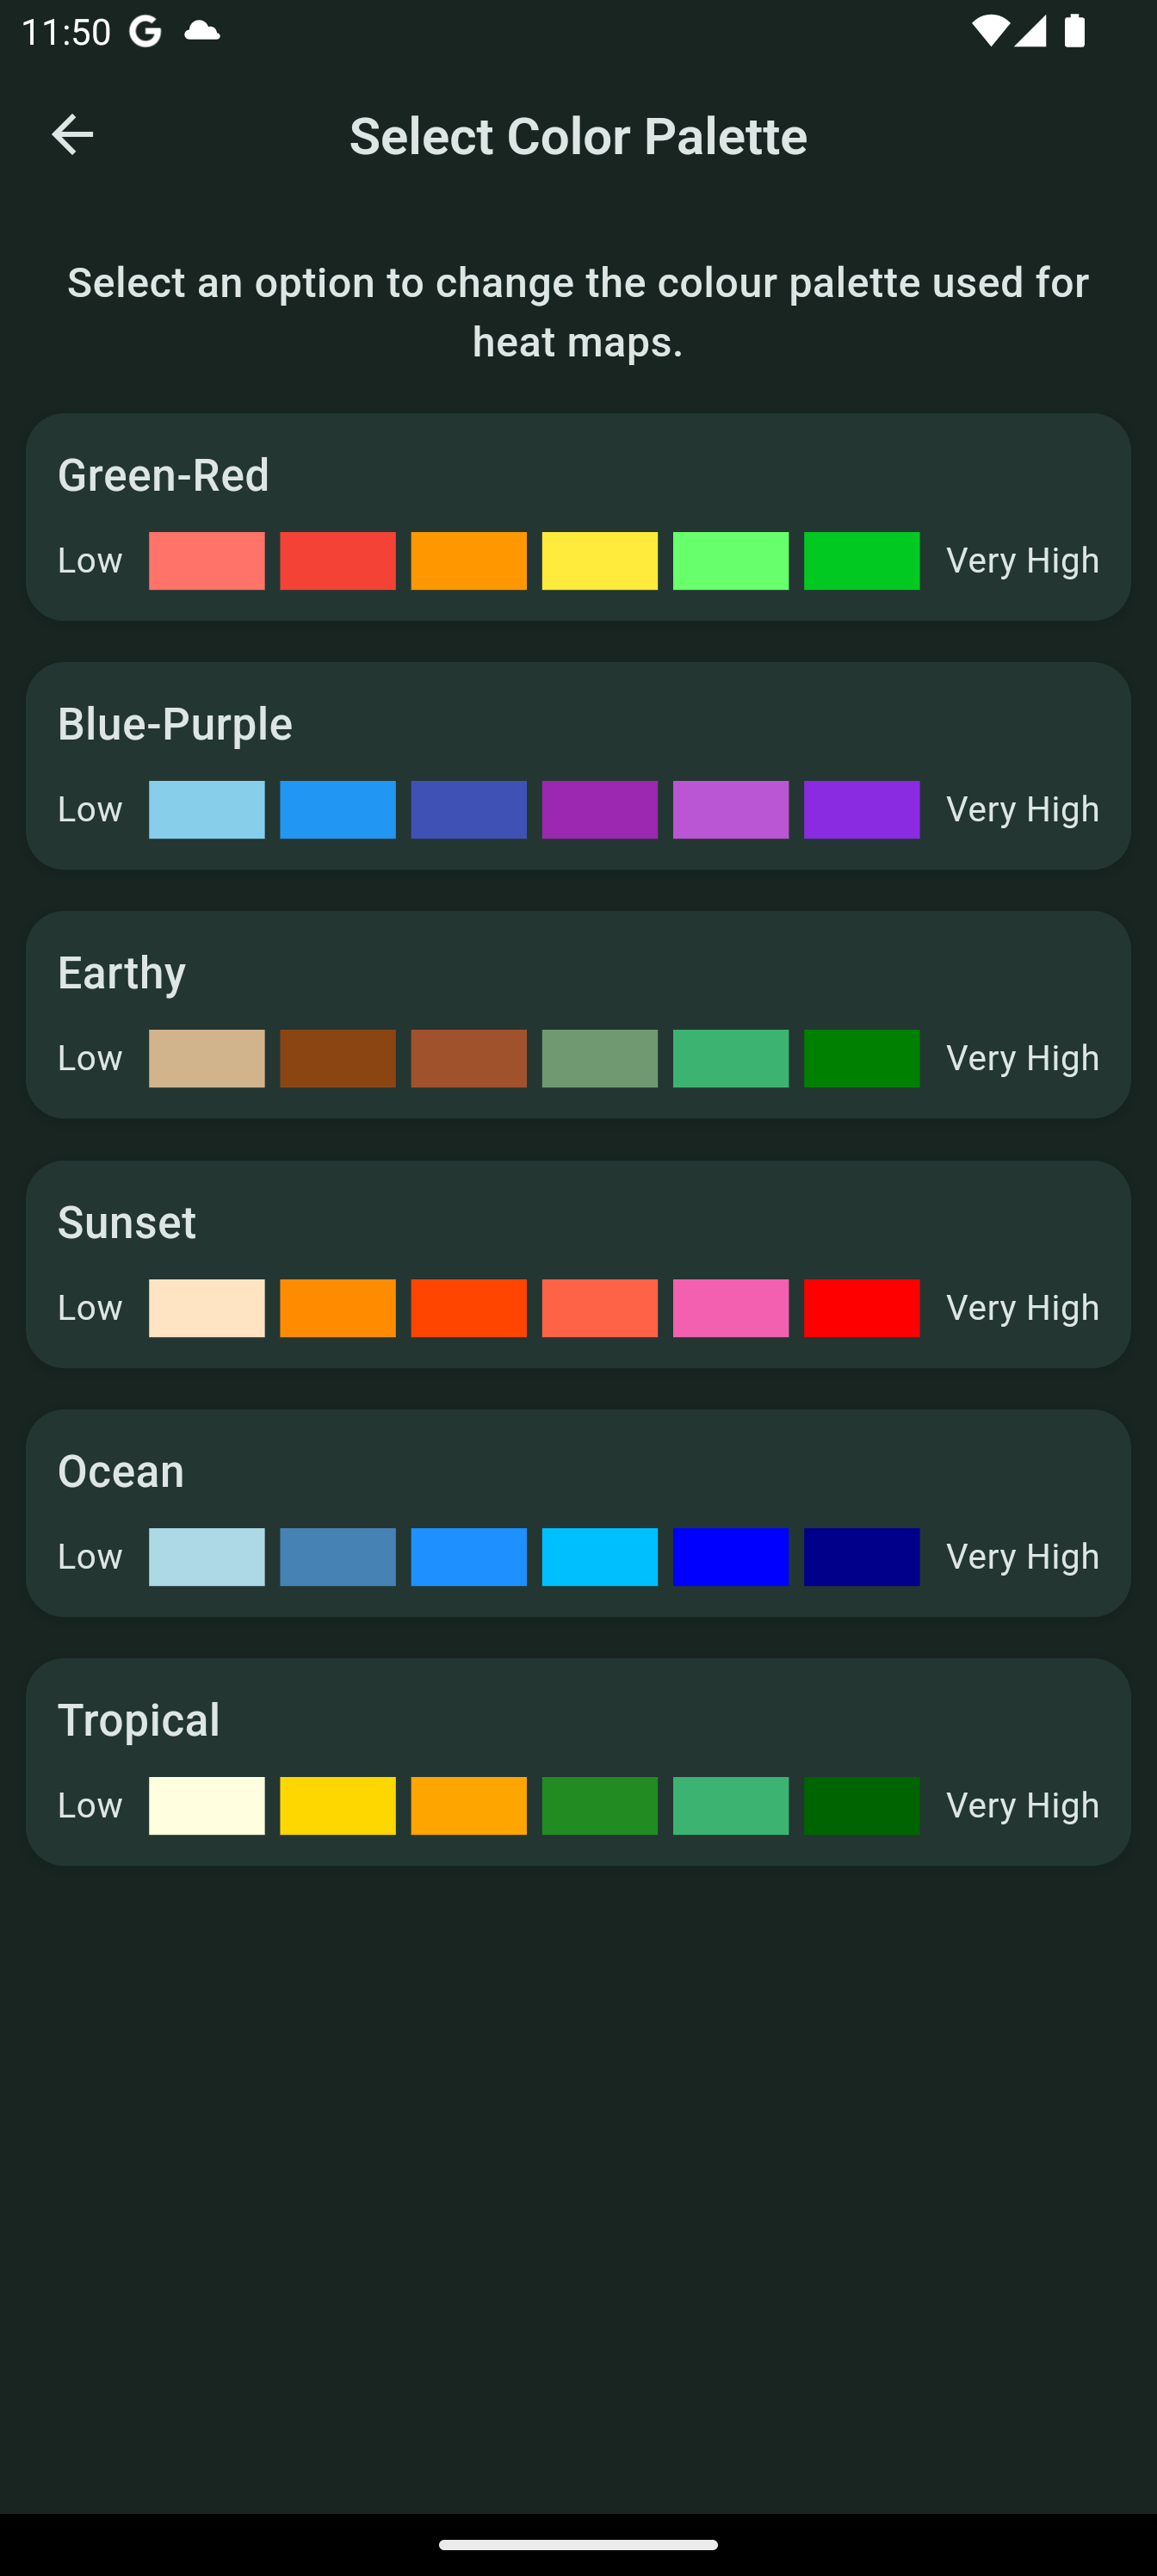 11:50
Select Color Palette
Select an option to change the colour palette used for
heat maps.
Green-Red
Low Very High
Blue-Purple
Low Very High
Earthy
Low Very High
Sunset
Low Very High
Ocean
Low Very High
Tropical
Low Very High